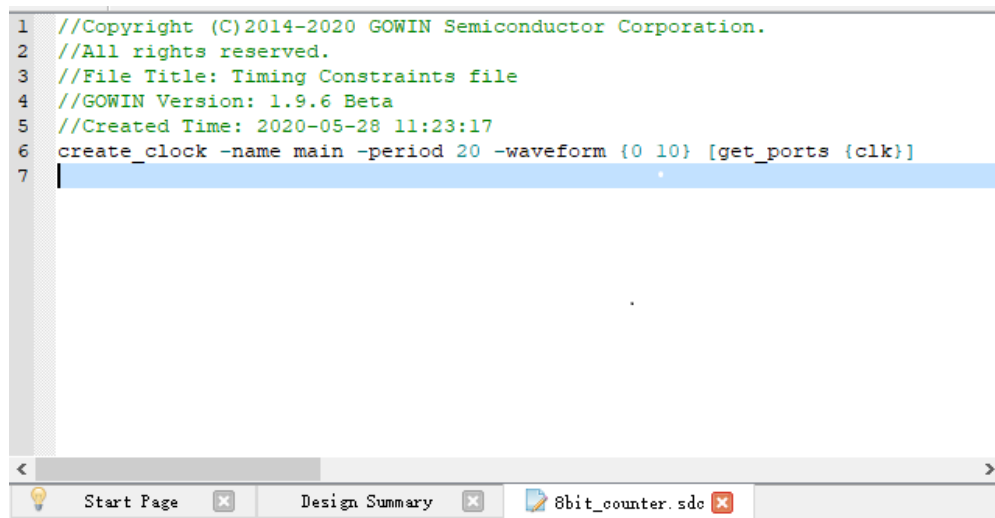 1 //Copyright (C)2014-2020 GOWIN Semiconductor Corporation.
2 //All rights reserved.
3 //File Title: Timing Constraints file
4 //GOWIN Version: 1.9.6 Beta
5 //Created Time: 2020-05-28 11:23:17
6 create_clock -name main -period 20 -waveform {0 10} [get_ports {clk}]
7
Start Page Design Summary 8bit_counter.sdc